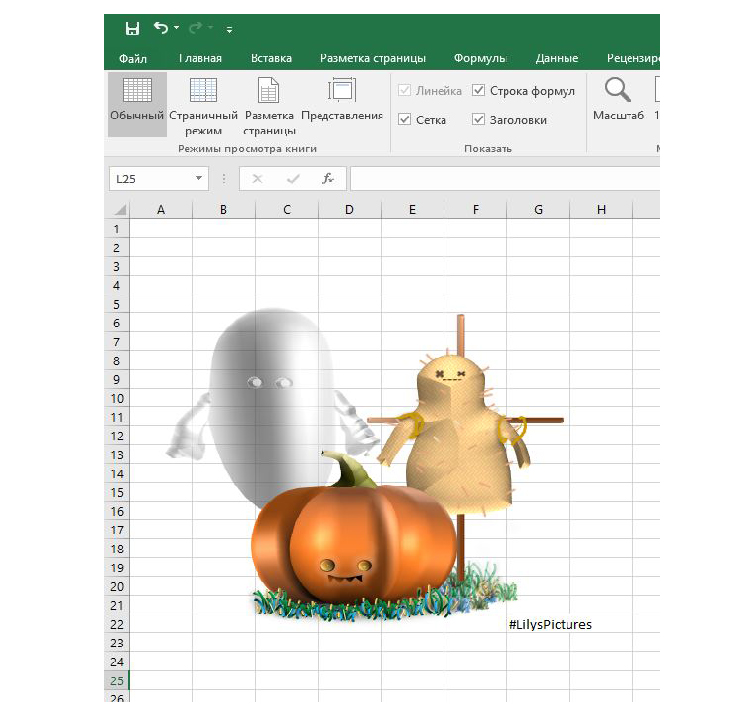 Файл Главная Вставка Разметка страницы Формулы Данные Рецензиро
Обычный Страничный режим Разметка страницы Представления
Линейка Строка формул
Сетка Заголовки
Масштаб 1
Режимы просмотра книги Показать М
L25 fx
A B C D E F G H
1
2
3
4
5
6
7
8
9
10
11
12
13
14
15
16
17
18
19
20
21
22 #LilysPictures
23
24
25
26